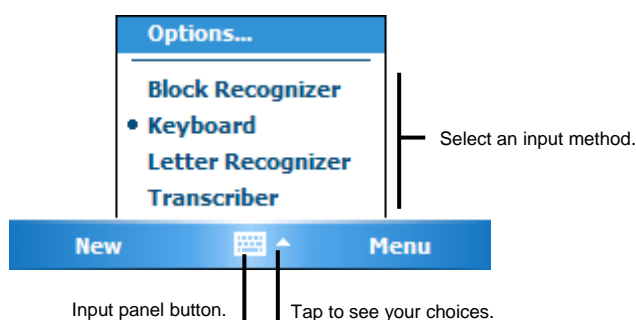 Options...
Block Recognizer
Keyboard
Letter Recognizer
Transcriber
Select an input method.
New Menu
Input panel button. Tap to see your choices.